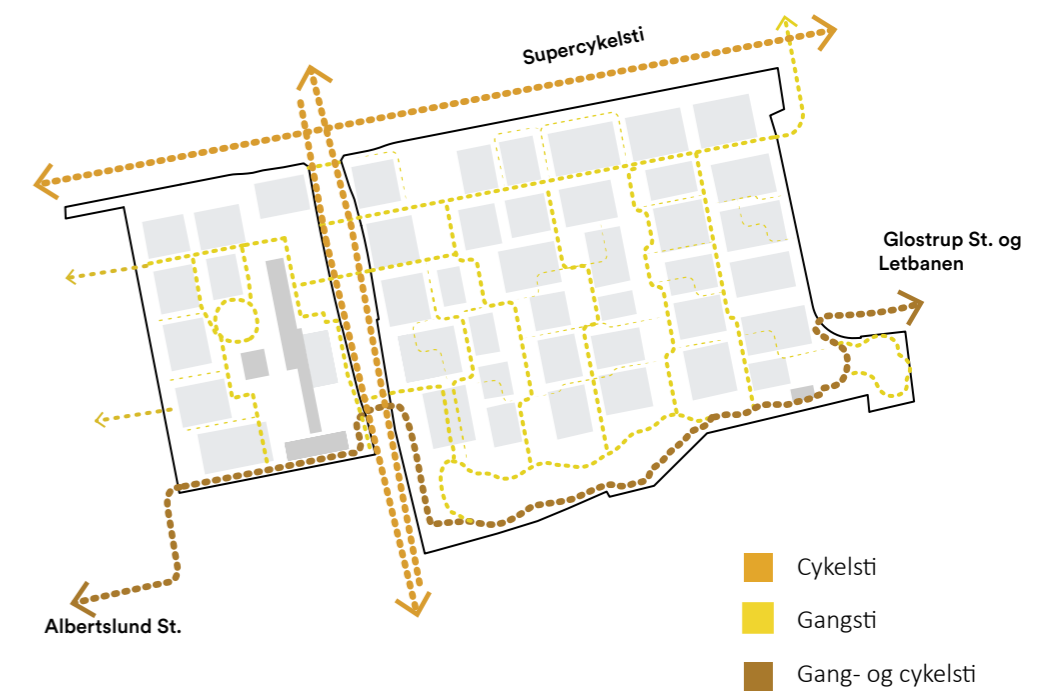 Supercykelsti
Glostrup St. og
Letbanen
Albertslund St.
Cykelsti
Gangsti
Gang- og cykelsti